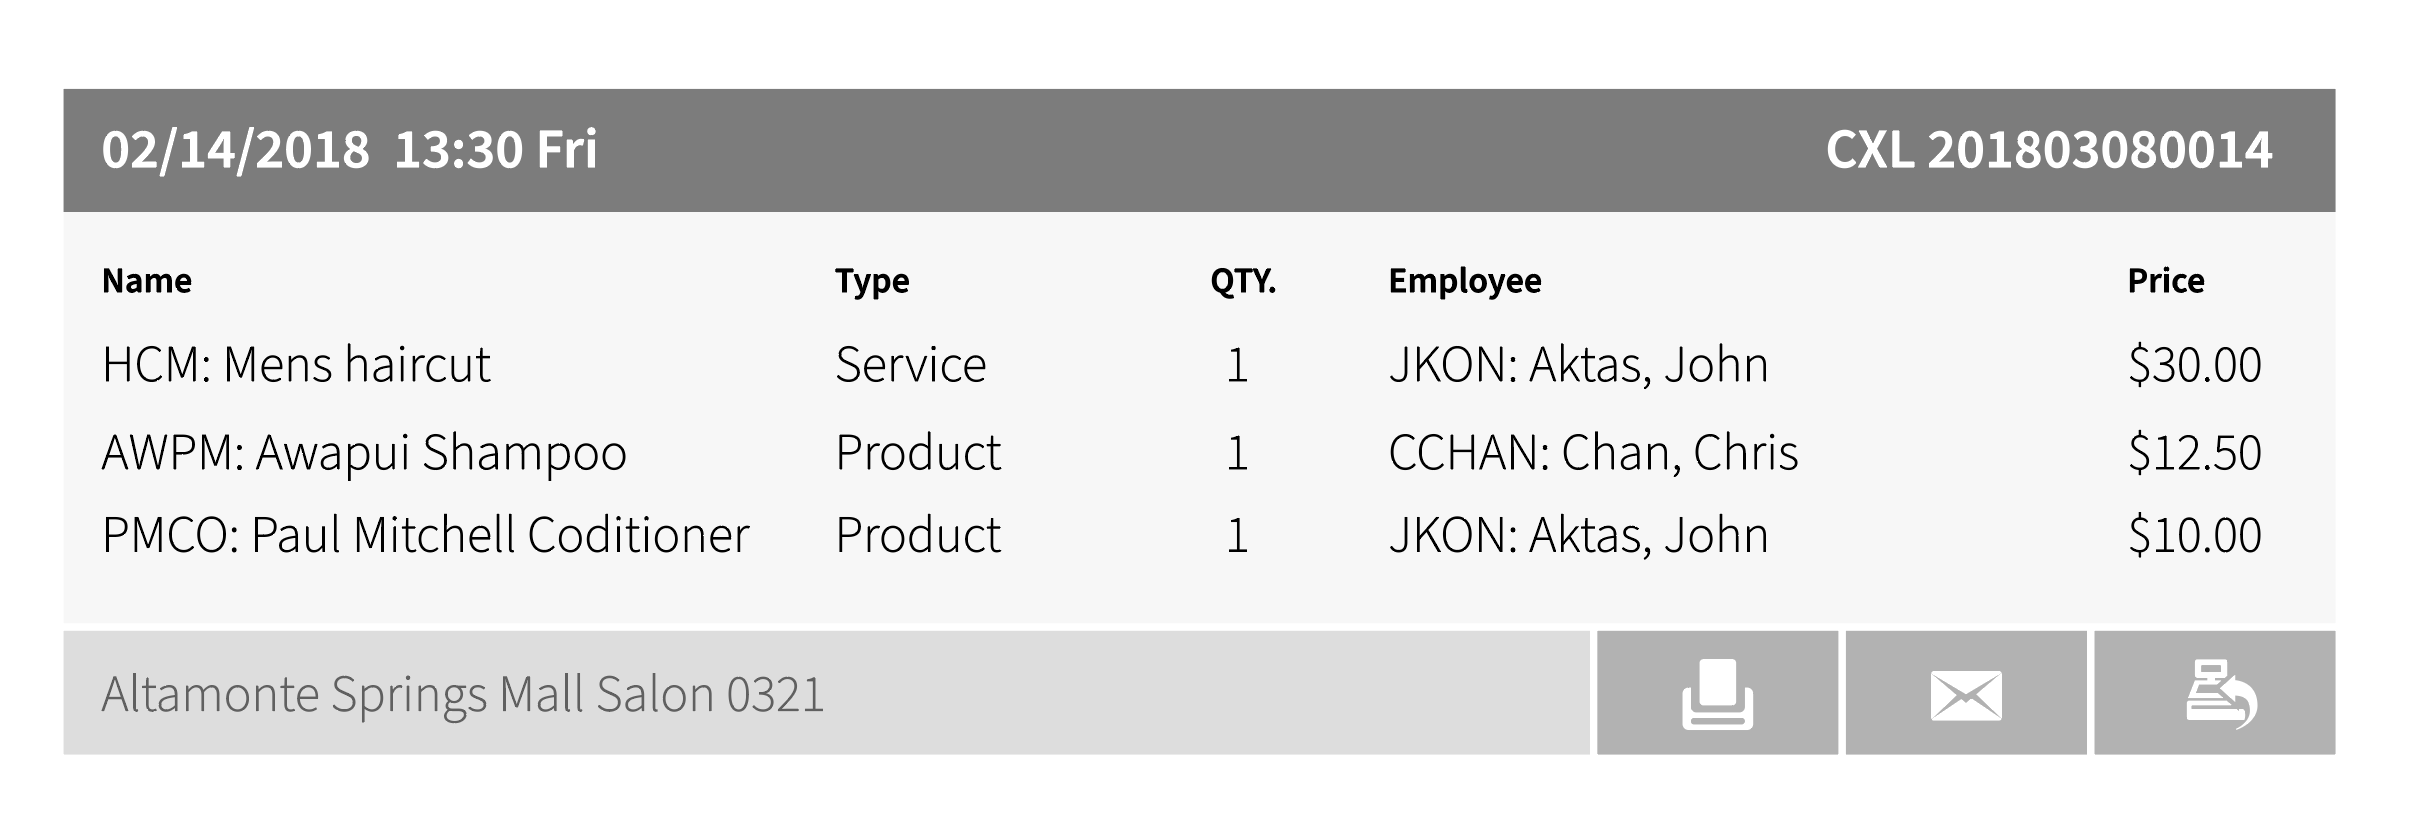 02/14/2018 13:30 Fri CXL 201803080014
Name Type QTY. Employee Price
HCM: Mens haircut Service 1 JKON: Aktas, John $30.00
AWPM: Awapui Shampoo Product 1 CCHAN: Chan, Chris $12.50
PMCO: Paul Mitchell Coditioner Product 1 JKON: Aktas, John $10.00
Altamonte Springs Mall Salon 0321